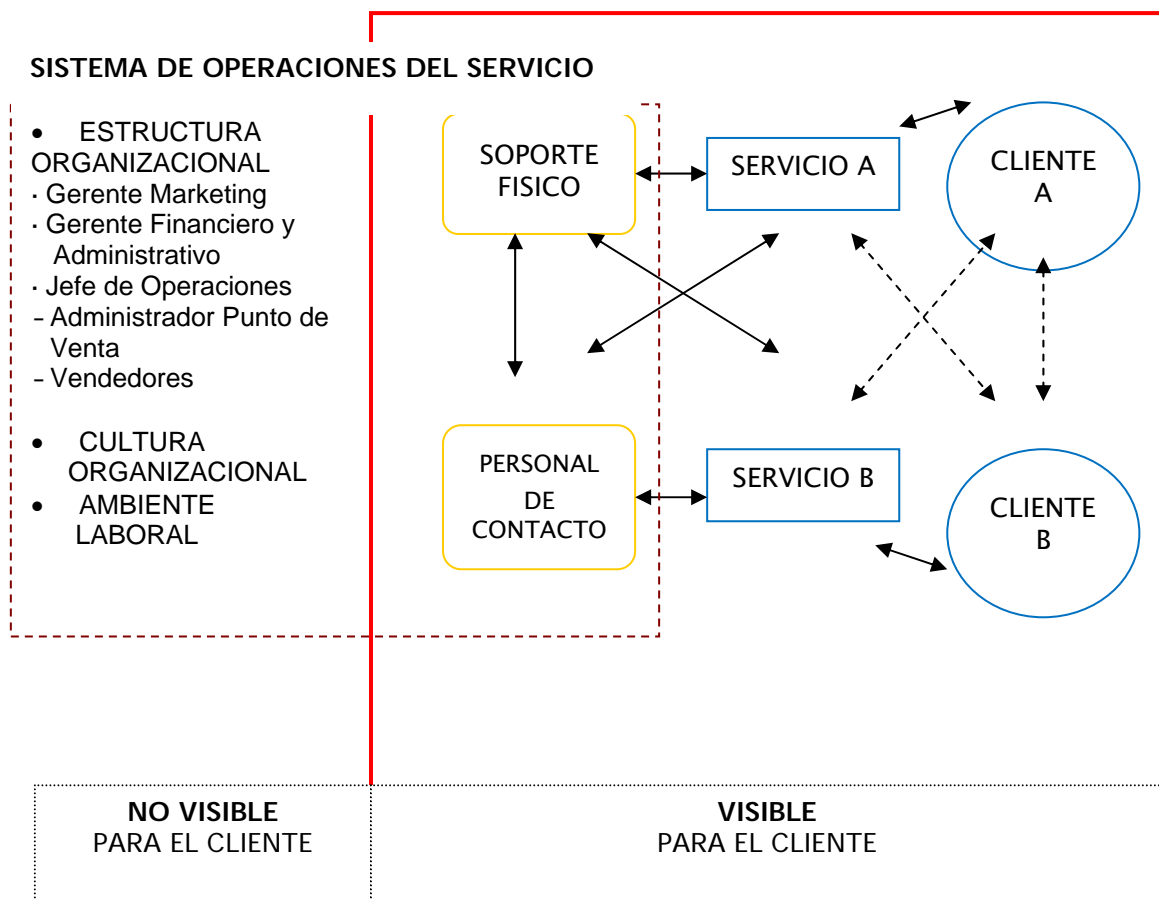 SISTEMA DE OPERACIONES DEL SERVICIO
• ESTRUCTURA
ORGANIZACIONAL
· Gerente Marketing
· Gerente Financiero y
Administrativo
· Jefe de Operaciones
- Administrador Punto de
Venta
- Vendedores
• CULTURA
ORGANIZACIONAL
• AMBIENTE
LABORAL
SOPORTE
FISICO
SERVICIO A
CLIENTE
A
PERSONAL
DE
CONTACTO
SERVICIO B
CLIENTE
B
NO VISIBLE
PARA EL CLIENTE
VISIBLE
PARA EL CLIENTE